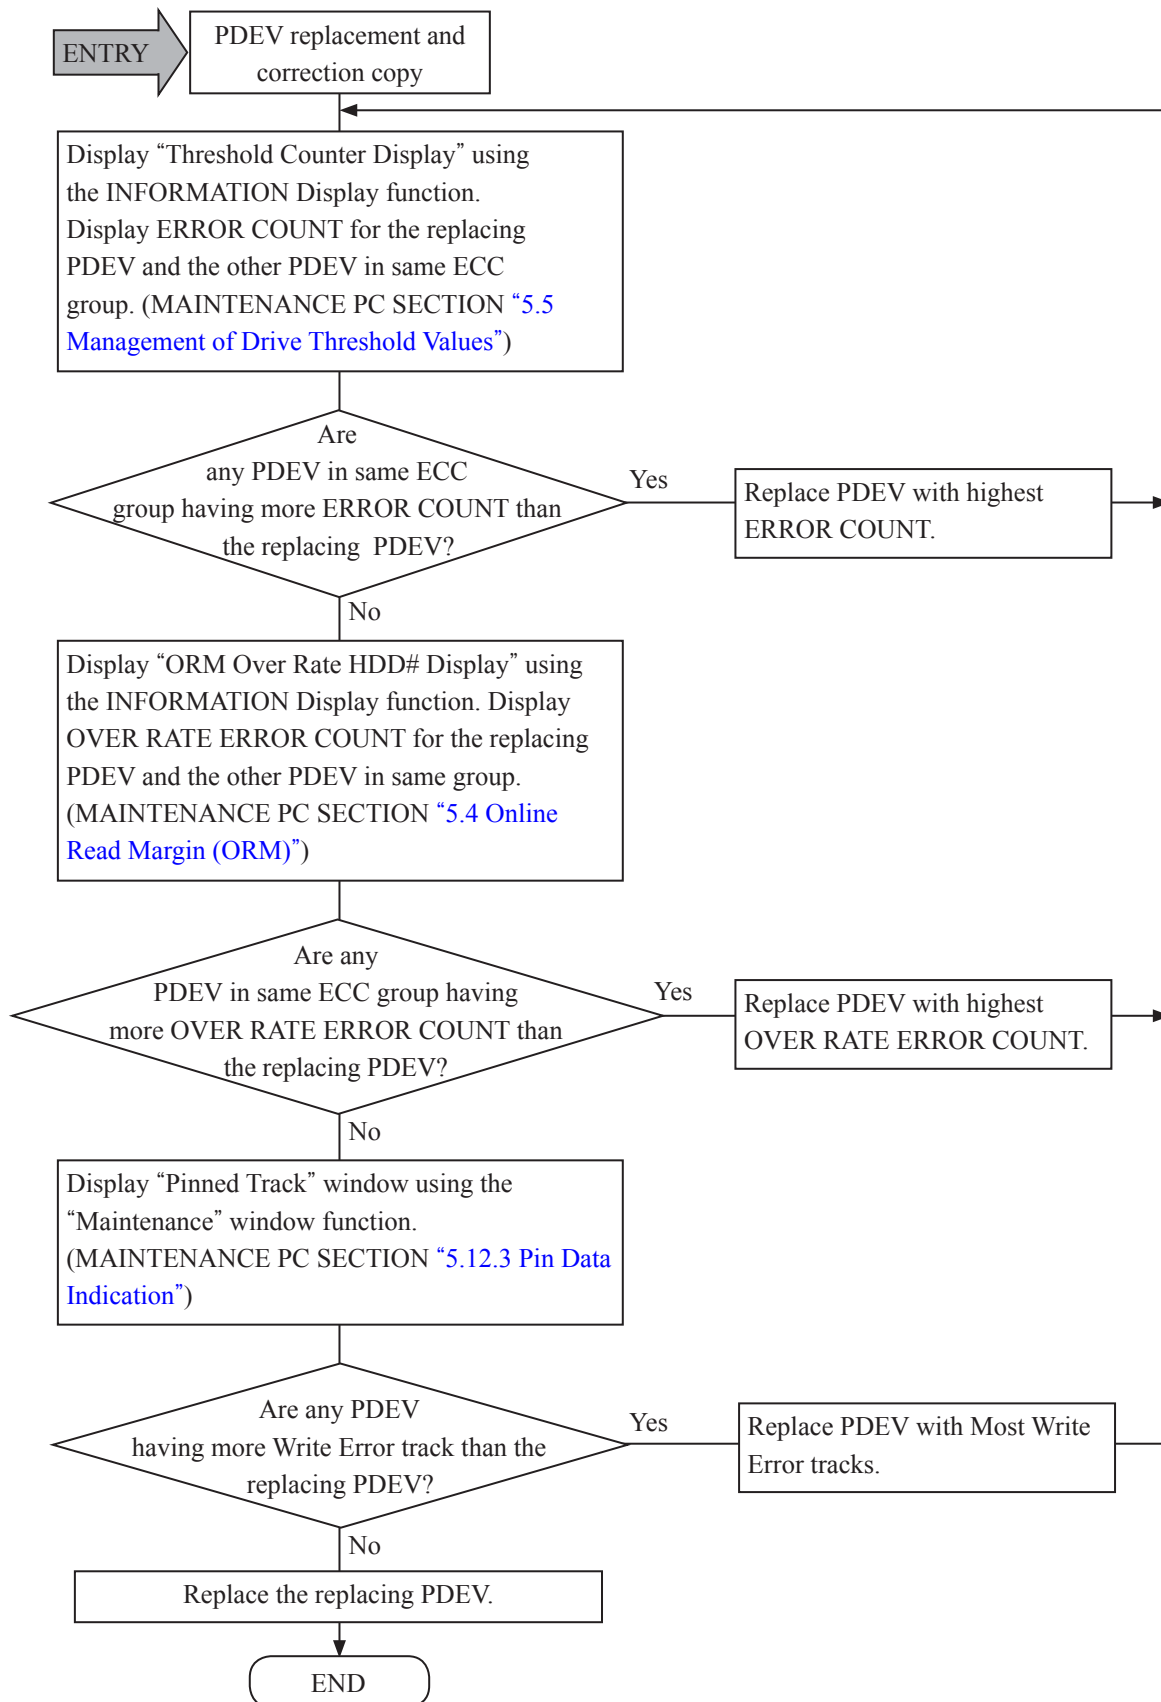 ENTRY
PDEV replacement and
correction copy
Display “Threshold Counter Display” using
the INFORMATION Display function.
Display ERROR COUNT for the replacing
PDEV and the other PDEV in same ECC
group. (MAINTENANCE PC SECTION “5.5
Management of Drive Threshold Values”)
Are
any PDEV in same ECC
group having more ERROR COUNT than
the replacing PDEV?
Yes
Replace PDEV with highest
ERROR COUNT.
No
Display “ORM Over Rate HDD# Display” using
the INFORMATION Display function. Display
OVER RATE ERROR COUNT for the replacing
PDEV and the other PDEV in same group.
(MAINTENANCE PC SECTION “5.4 Online
Read Margin (ORM)”)
Are any
PDEV in same ECC group having
more OVER RATE ERROR COUNT than
the replacing PDEV?
Yes
Replace PDEV with highest
OVER RATE ERROR COUNT.
No
Display “Pinned Track” window using the
“Maintenance” window function.
(MAINTENANCE PC SECTION “5.12.3 Pin Data
Indication”)
Are any PDEV
having more Write Error track than the
replacing PDEV?
Yes
Replace PDEV with Most Write
Error tracks.
No
Replace the replacing PDEV.
END